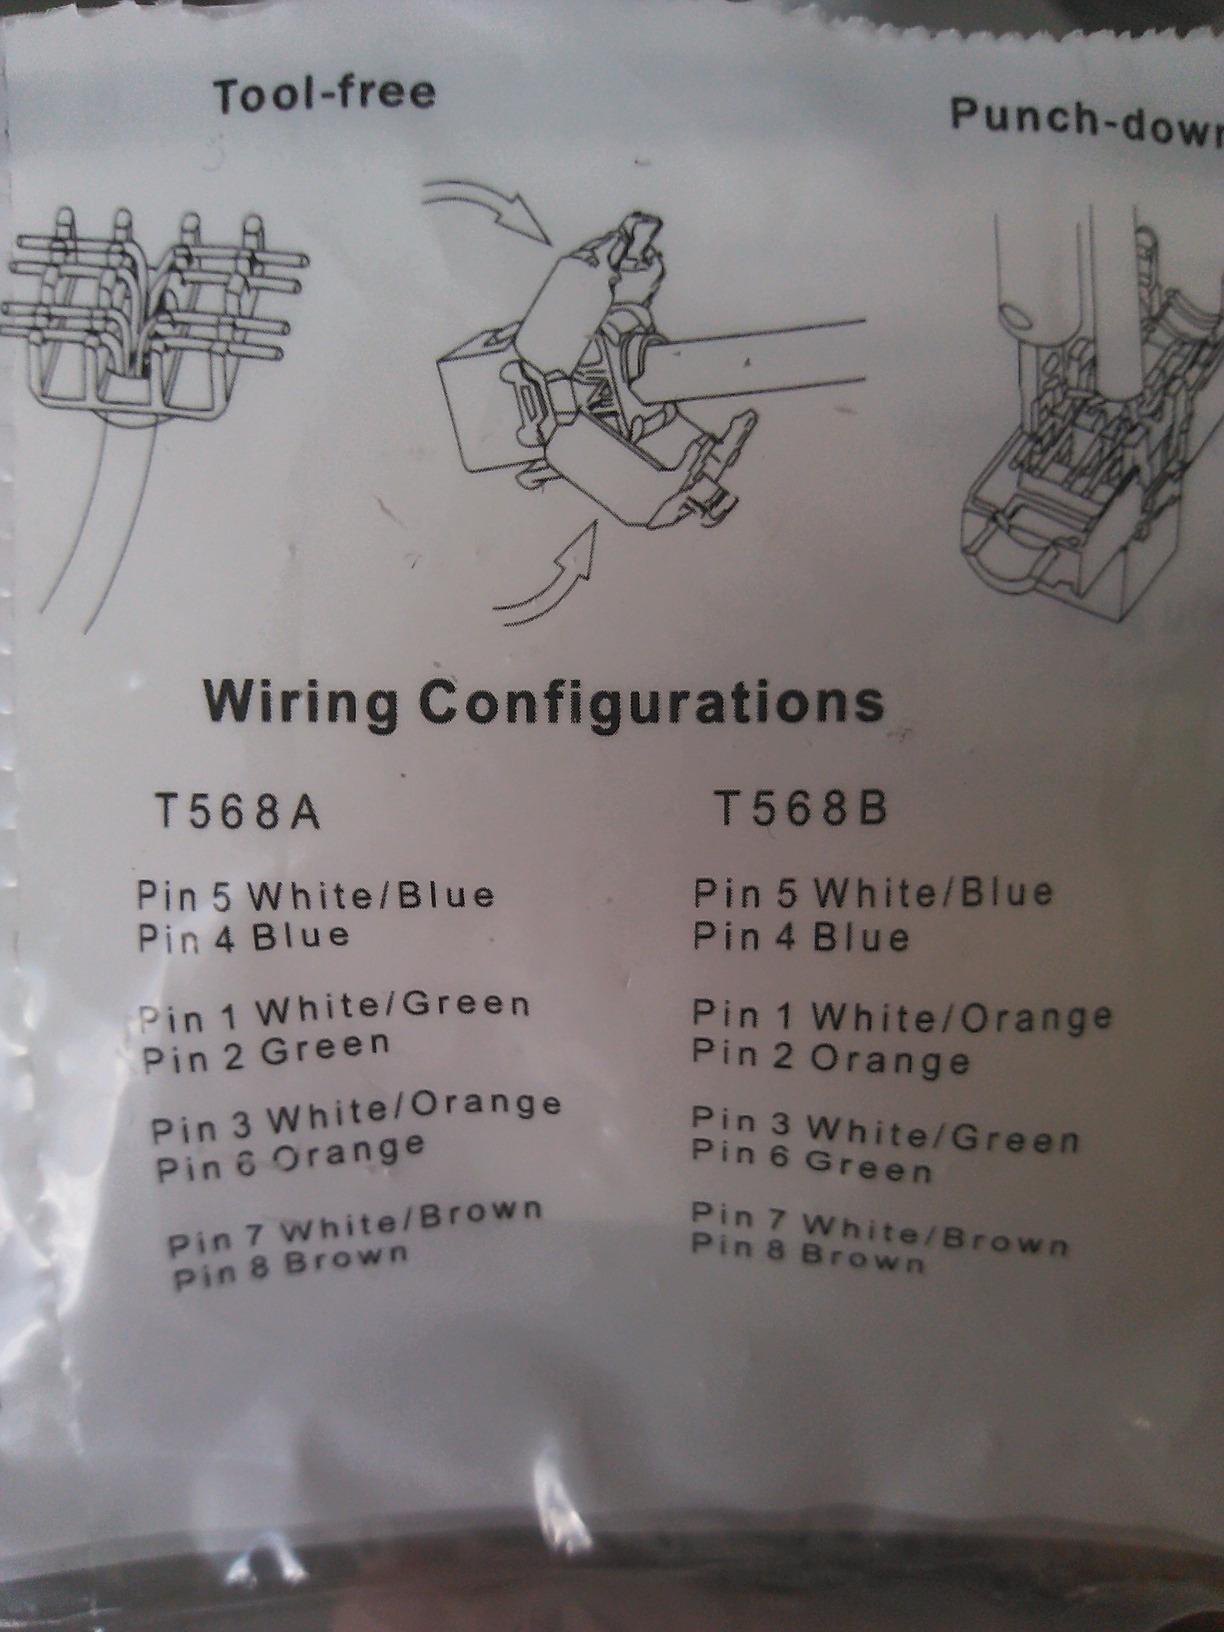 Tool-free
Punch-down
Wiring Configurations
T568A
Pin 5 White/Blue
Pin 4 Blue
Pin 1 White/Green
Pin 2 Green
Pin 3 White/Orange
Pin 6 Orange
Pin 7 White/Brown
Pin 8 Brown
T568B
Pin 5 White/Blue
Pin 4 Blue
Pin 1 White/Orange
Pin 2 Orange
Pin 3 White/Green
Pin 6 Green
Pin 7 White/Brown
Pin 8 Brown